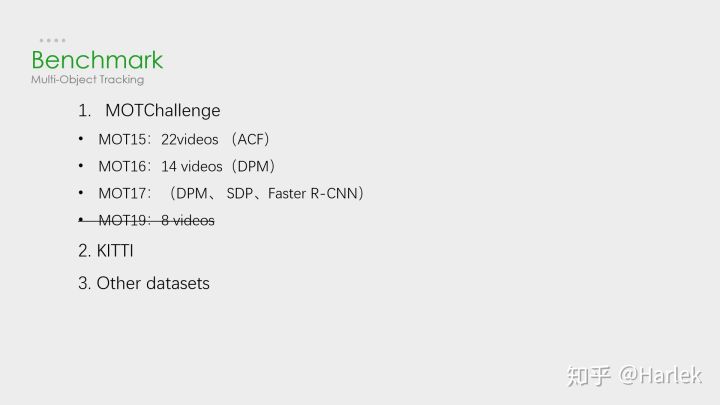 Benchmark
Multi-Object Tracking
1. MOTChallenge
• MOT15：22videos （ACF）
• MOT16：14 videos（DPM）
• MOT17：（DPM、SDP、Faster R-CNN）
• MOT19：8 videos
2. KITTI
3. Other datasets
知乎 @Harlek